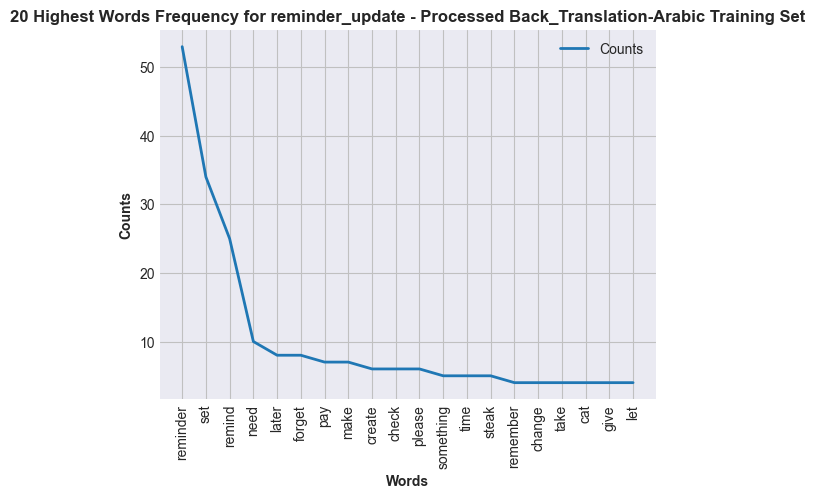 20 Highest Words Frequency for reminder_update - Processed Back_Translation-Arabic Training Set
Counts
50
40
30
20
10
Counts
reminder
set
remind
need
later
forget
pay
make
create
check
please
something
time
steak
remember
change
take
cat
give
let
Words